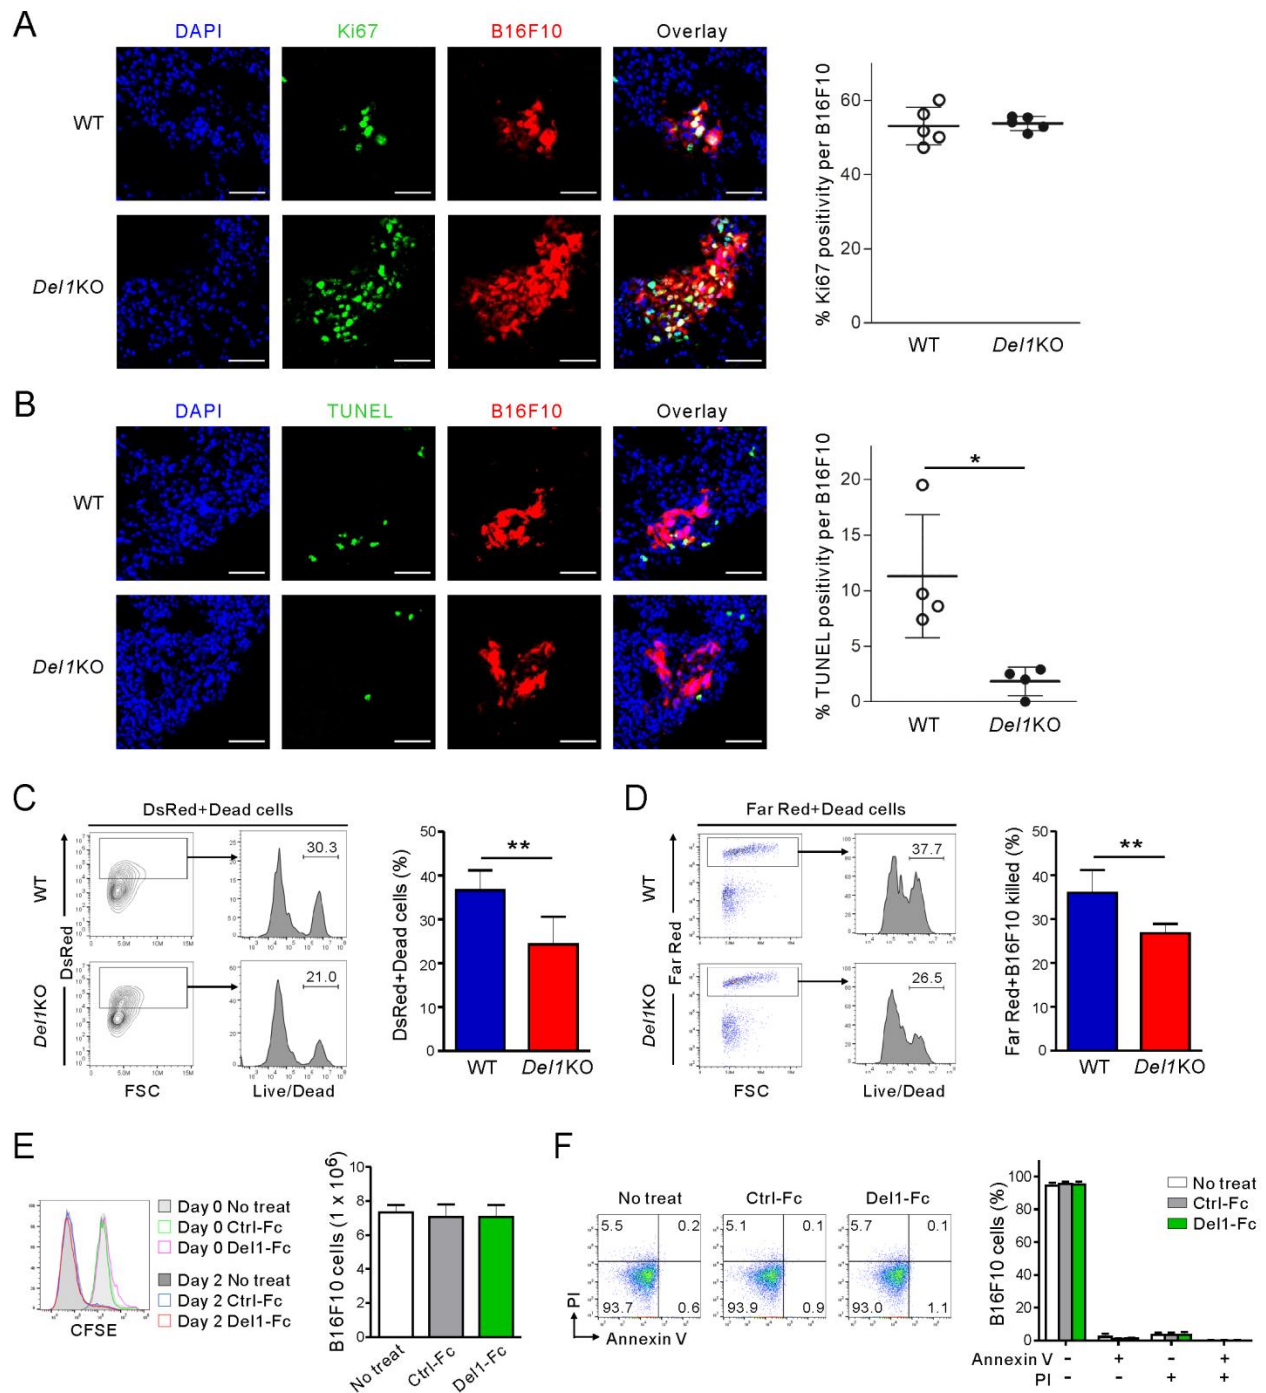 A
DAPI Ki67 B16F10 Overlay
WT
Del1KO
% Ki67 positivity per B16F10
60
40
20
0
WT Del1KO
B
DAPI TUNEL B16F10 Overlay
WT
Del1KO
% TUNEL positivity per B16F10
20
15
10
5
0
*
WT Del1KO
C
DsRed+Dead cells
WT
Del1KO
DsRed
30.3
21.0
5.0M 10M 15M
FSC Live/Dead
DsRed+Dead cells (%)
50
40
30
20
10
0
**
WT Del1KO
D
Far Red+Dead cells
WT
Del1KO
Far Red
37.7
26.5
FSC Live/Dead
Far Red+B16F10 killed (%)
50
40
30
20
10
0
**
WT Del1KO
E
CFSE
Day 0 No treat
Day 0 Ctrl-Fc
Day 0 Del1-Fc
Day 2 No treat
Day 2 Ctrl-Fc
Day 2 Del1-Fc
B16F10 cells (1 x 10⁶)
10
8
6
4
2
0
No treat Ctrl-Fc Del1-Fc
F
No treat Ctrl-Fc Del1-Fc
5.5 0.2 5.1 0.1 5.7 0.1
93.7 0.6 93.9 0.9 93.0 1.1
PI
Annexin V
B16F10 cells (%)
100
80
60
40
20
0
No treat
Ctrl-Fc
Del1-Fc
Annexin V - + - +
PI - - + +